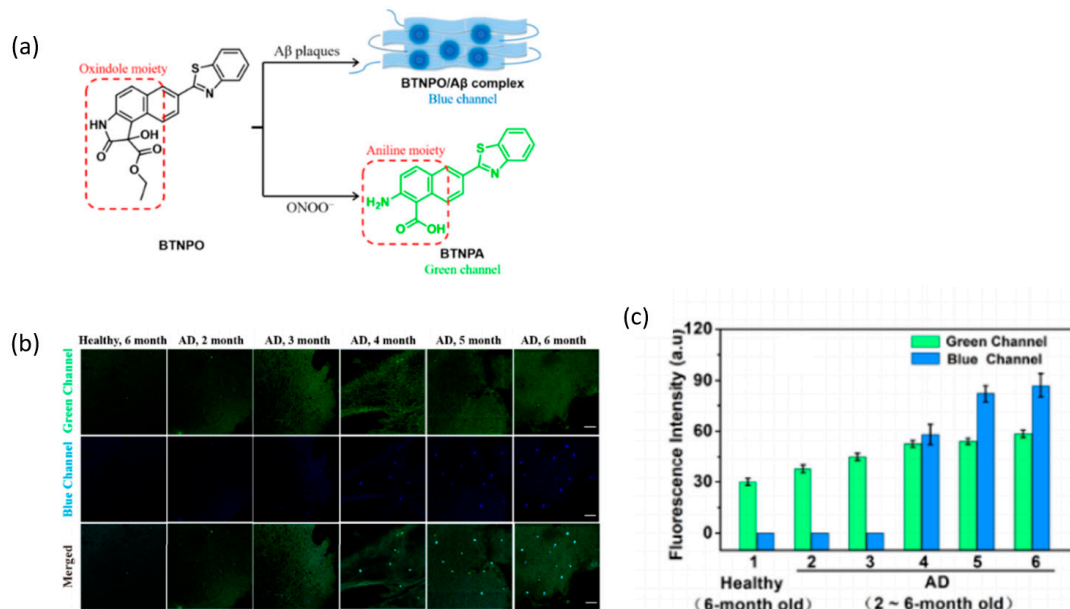 (a)
Oxindole moiety
S
N
HN
OH
O
O
O
BTNPO
Aβ plaques
BTNPO/Aβ complex
Blue channel
ONOO⁻
Aniline moiety
S
N
H₂N
O
OH
BTNPA
Green channel
(b)
Healthy, 6 month AD, 2 month AD, 3 month AD, 4 month AD, 5 month AD, 6 month
Green Channel
Blue Channel
Merged
(c)
Fluorescence Intensity (a.u)
120
90
60
30
0
Green Channel
Blue Channel
1 2 3 4 5 6
Healthy AD
(6-month old) (2 ~ 6-month old)